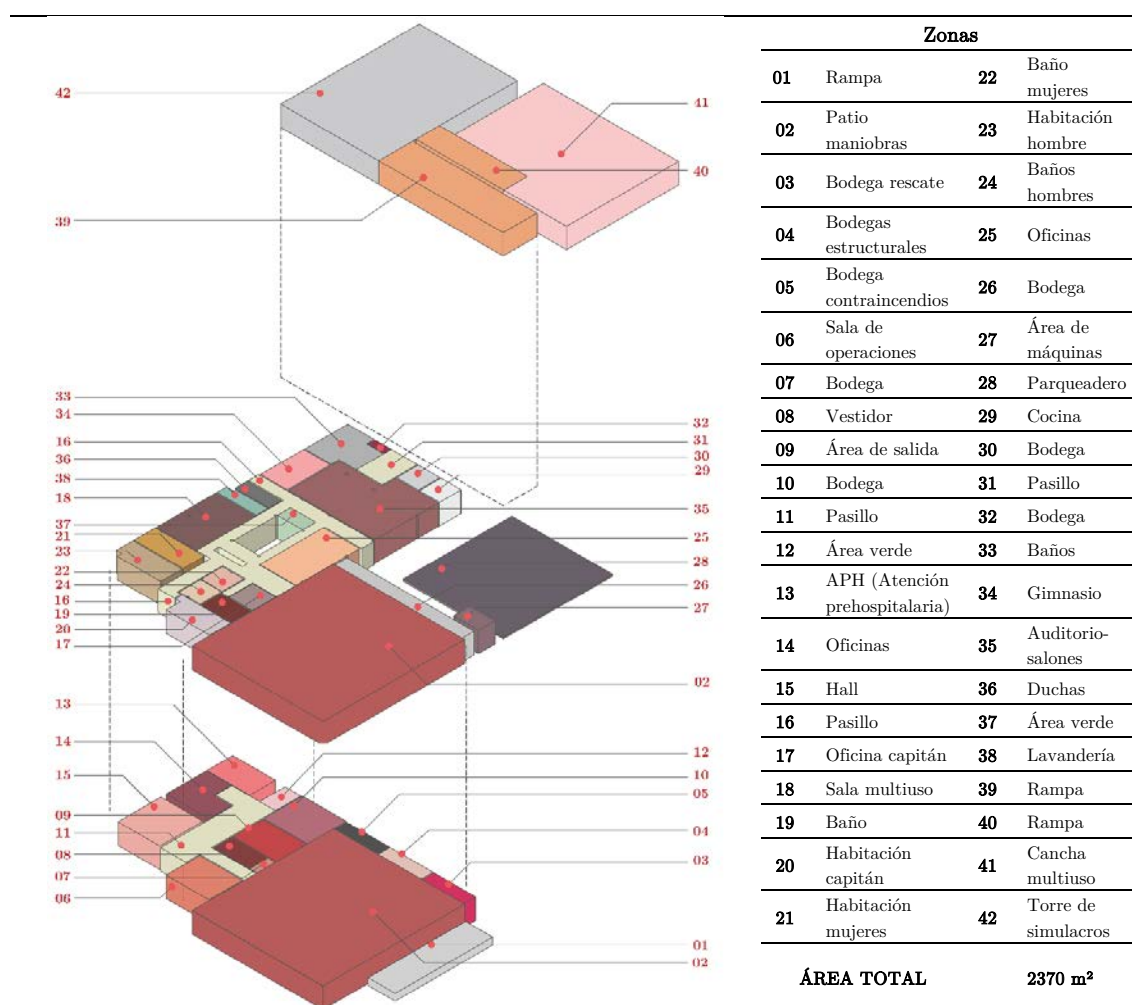 42
41
40
39
33
34
16
36
38
18
37
21
23
22
24
16
19
20
17
32
31
30
29
35
25
28
26
27
02
13
14
15
09
11
08
07
06
12
10
05
04
03
01
02
Zonas
01 Rampa 22 Baño
mujeres
02 Patio
maniobras 23 Habitación
hombre
03 Bodega rescate 24 Baños
hombres
04 Bodegas
estructurales 25 Oficinas
05 Bodega
contraincendios 26 Bodega
06 Sala de
operaciones 27 Área de
máquinas
07 Bodega 28 Parqueadero
08 Vestidor 29 Cocina
09 Área de salida 30 Bodega
10 Bodega 31 Pasillo
11 Pasillo 32 Bodega
12 Área verde 33 Baños
13 APH (Atención
prehospitalaria) 34 Gimnasio
14 Oficinas 35 Auditorio-
salones
15 Hall 36 Duchas
16 Pasillo 37 Área verde
17 Oficina capitán 38 Lavandería
18 Sala multiuso 39 Rampa
19 Baño 40 Rampa
20 Habitación
capitán 41 Cancha
multiuso
21 Habitación
mujeres 42 Torre de
simulacros
ÁREA TOTAL 2370 m²